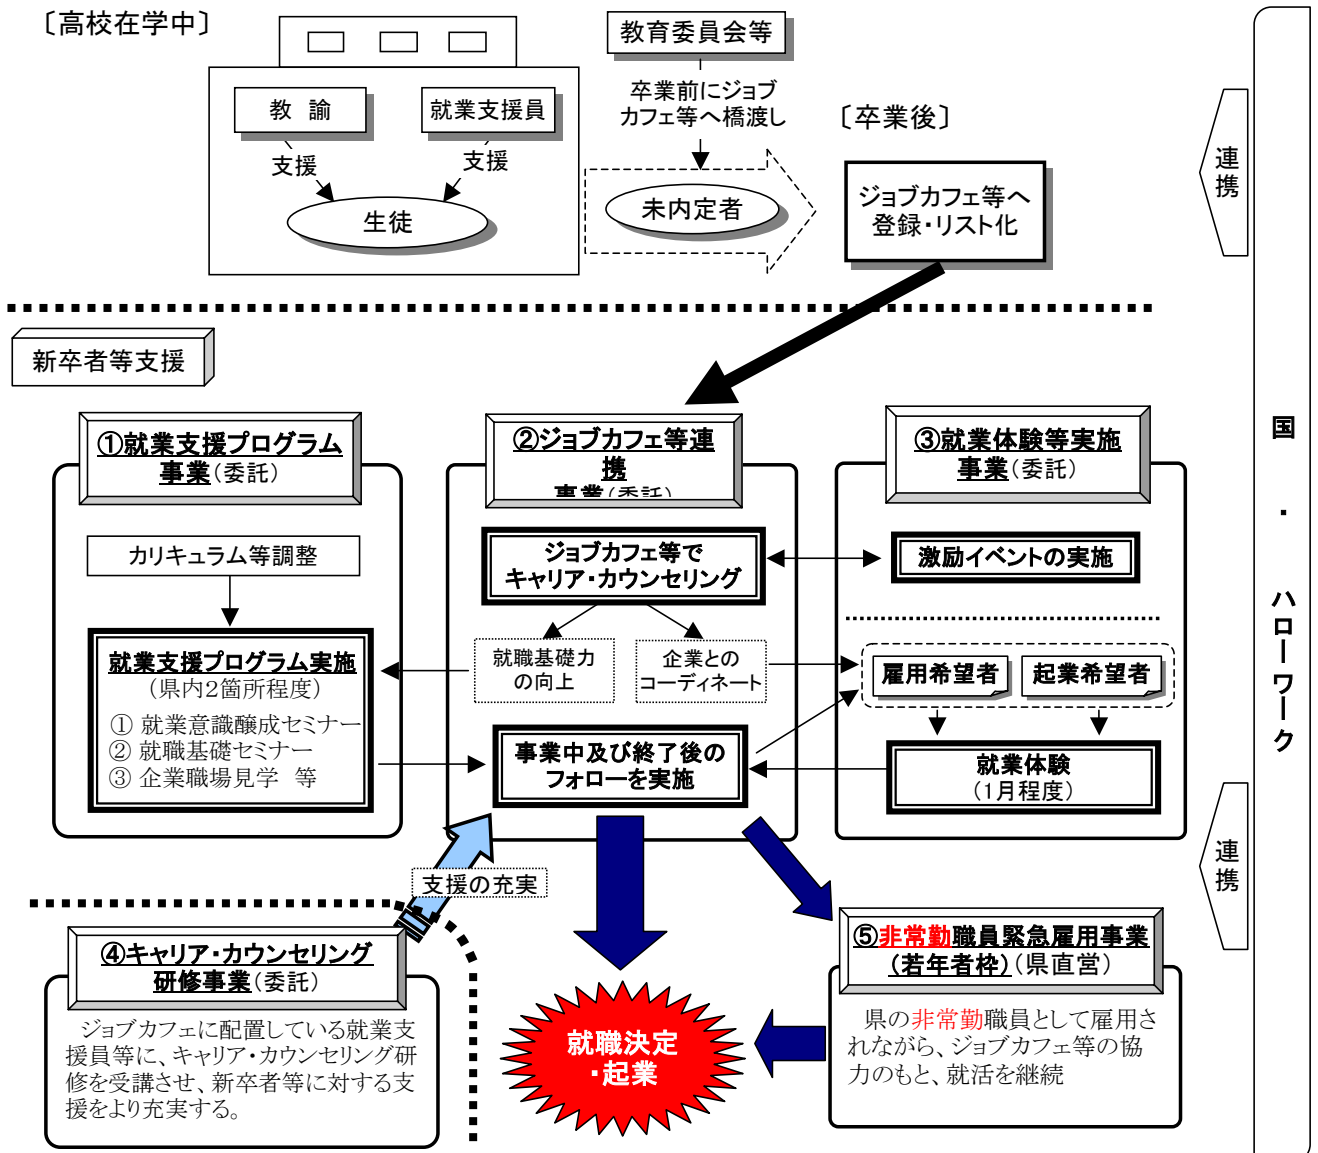 〔高校在学中〕
教育委員会等
教 諭
就業支援員
支援
支援
生徒
卒業前にジョブ
カフェ等へ橋渡し
未内定者
〔卒業後〕
ジョブカフェ等へ
登録・リスト化
連携
国・ハローワーク
連携
新卒者等支援
①就業支援プログラム
事業(委託)
カリキュラム等調整
就業支援プログラム実施
(県内2箇所程度)
① 就業意識醸成セミナー
② 就職基礎セミナー
③ 企業職場見学 等
②ジョブカフェ等連
携
事業(委託)
ジョブカフェ等で
キャリア・カウンセリング
就職基礎力
の向上
企業との
コーディネート
事業中及び終了後の
フォローを実施
③就業体験等実施
事業(委託)
激励イベントの実施
雇用希望者
起業希望者
就業体験
(1月程度)
支援の充実
④キャリア・カウンセリング
研修事業(委託)
ジョブカフェに配置している就業支
援員等に、キャリア・カウンセリング研
修を受講させ、新卒者等に対する支
援をより充実する。
就職決定
・起業
⑤非常勤職員緊急雇用事業
(若年者枠)(県直営)
県の非常勤職員として雇用さ
れながら、ジョブカフェ等の協
力のもと、就活を継続